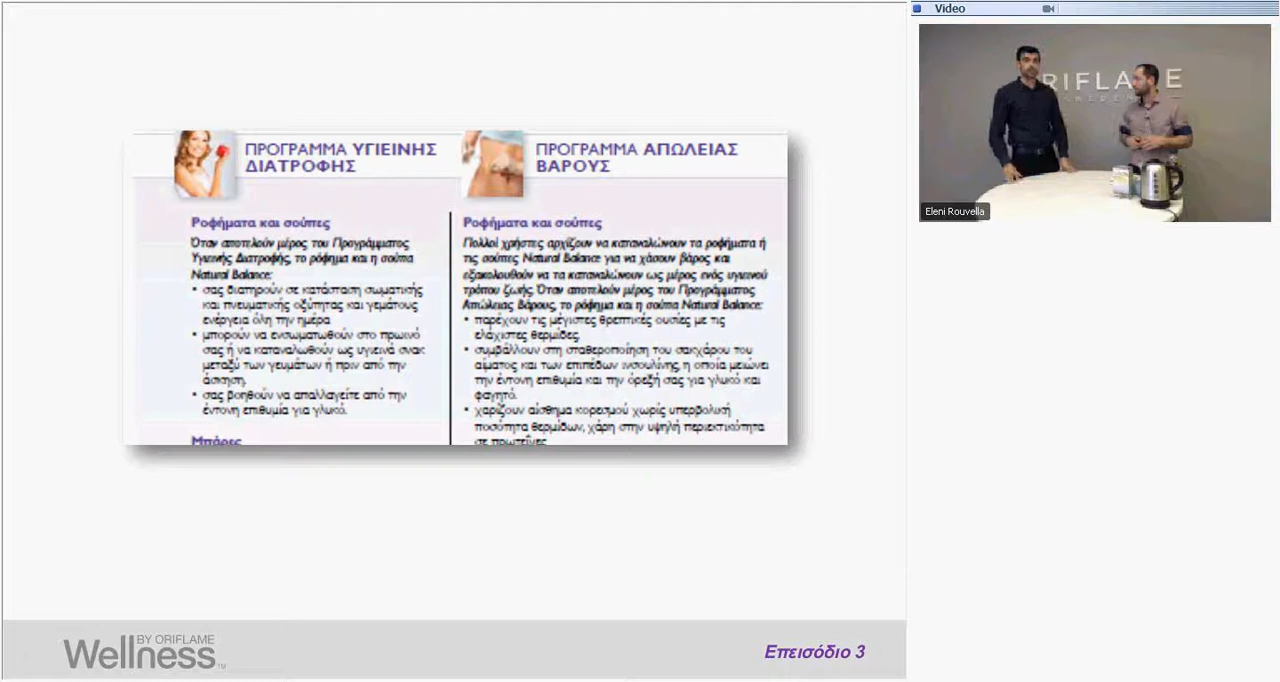 Video
ORIFLAME
SWEDEN
Eleni Rouvella
ΠΡΟΓΡΑΜΜΑ ΥΓΙΕΙΝΗΣ
ΔΙΑΤΡΟΦΗΣ
Ροφήματα και σούπες
Όταν αποτελούν μέρος του Προγράμματος
Υγιεινής Διατροφής, το ρόφημα και η σούπα
Natural Balance:
• σας διατηρούν σε κατάσταση σωματικής
και πνευματικής οξύτητας και γεμάτους
ενέργεια όλη την ημέρα
• μπορούν να ενσωματωθούν στο πρωινό
σας ή να καταναλωθούν ως υγιεινά σνακ
μεταξύ των γευμάτων ή πριν από την
άσκηση.
• σας βοηθούν να απαλλαγείτε από την
έντονη επιθυμία για γλυκό.
Μπάρες
ΠΡΟΓΡΑΜΜΑ ΑΠΩΛΕΙΑΣ
ΒΑΡΟΥΣ
Ροφήματα και σούπες
Πολλοί χρήστες αρχίζουν να καταναλώνουν τα ροφήματα ή
τις σούπες Natural Balance για να χάσουν βάρος και
εξακολουθούν να τα καταναλώνουν ως μέρος ενός υγιεινού
τρόπου ζωής. Όταν αποτελούν μέρος του Προγράμματος
Απώλειας Βάρους, το ρόφημα και η σούπα Natural Balance:
• παρέχουν τις μέγιστες θρεπτικές ουσίες με τις
ελάχιστες θερμίδες.
• συμβάλλουν στη σταθεροποίηση του σακχάρου του
αίματος και των επιπέδων ινσουλίνης, η οποία μειώνει
την έντονη επιθυμία και την όρεξή σας για γλυκό και
φαγητό.
• χαρίζουν αίσθημα κορεσμού χωρίς υπερβολική
ποσότητα θερμίδων, χάρη στην υψηλή περιεκτικότητα
σε πρωτεΐνες
Wellness BY ORIFLAME TM
Επεισόδιο 3